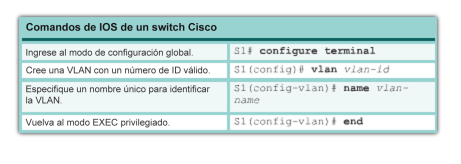 Comandos de IOS de un switch Cisco
Ingrese al modo de configuración global.
S1# configure terminal
Cree una VLAN con un número de ID válido.
S1(config)# vlan vlan-id
Especifique un nombre único para identificar
la VLAN.
S1(config-vlan)# name vlan-
name
Vuelva al modo EXEC privilegiado.
S1(config-vlan)# end